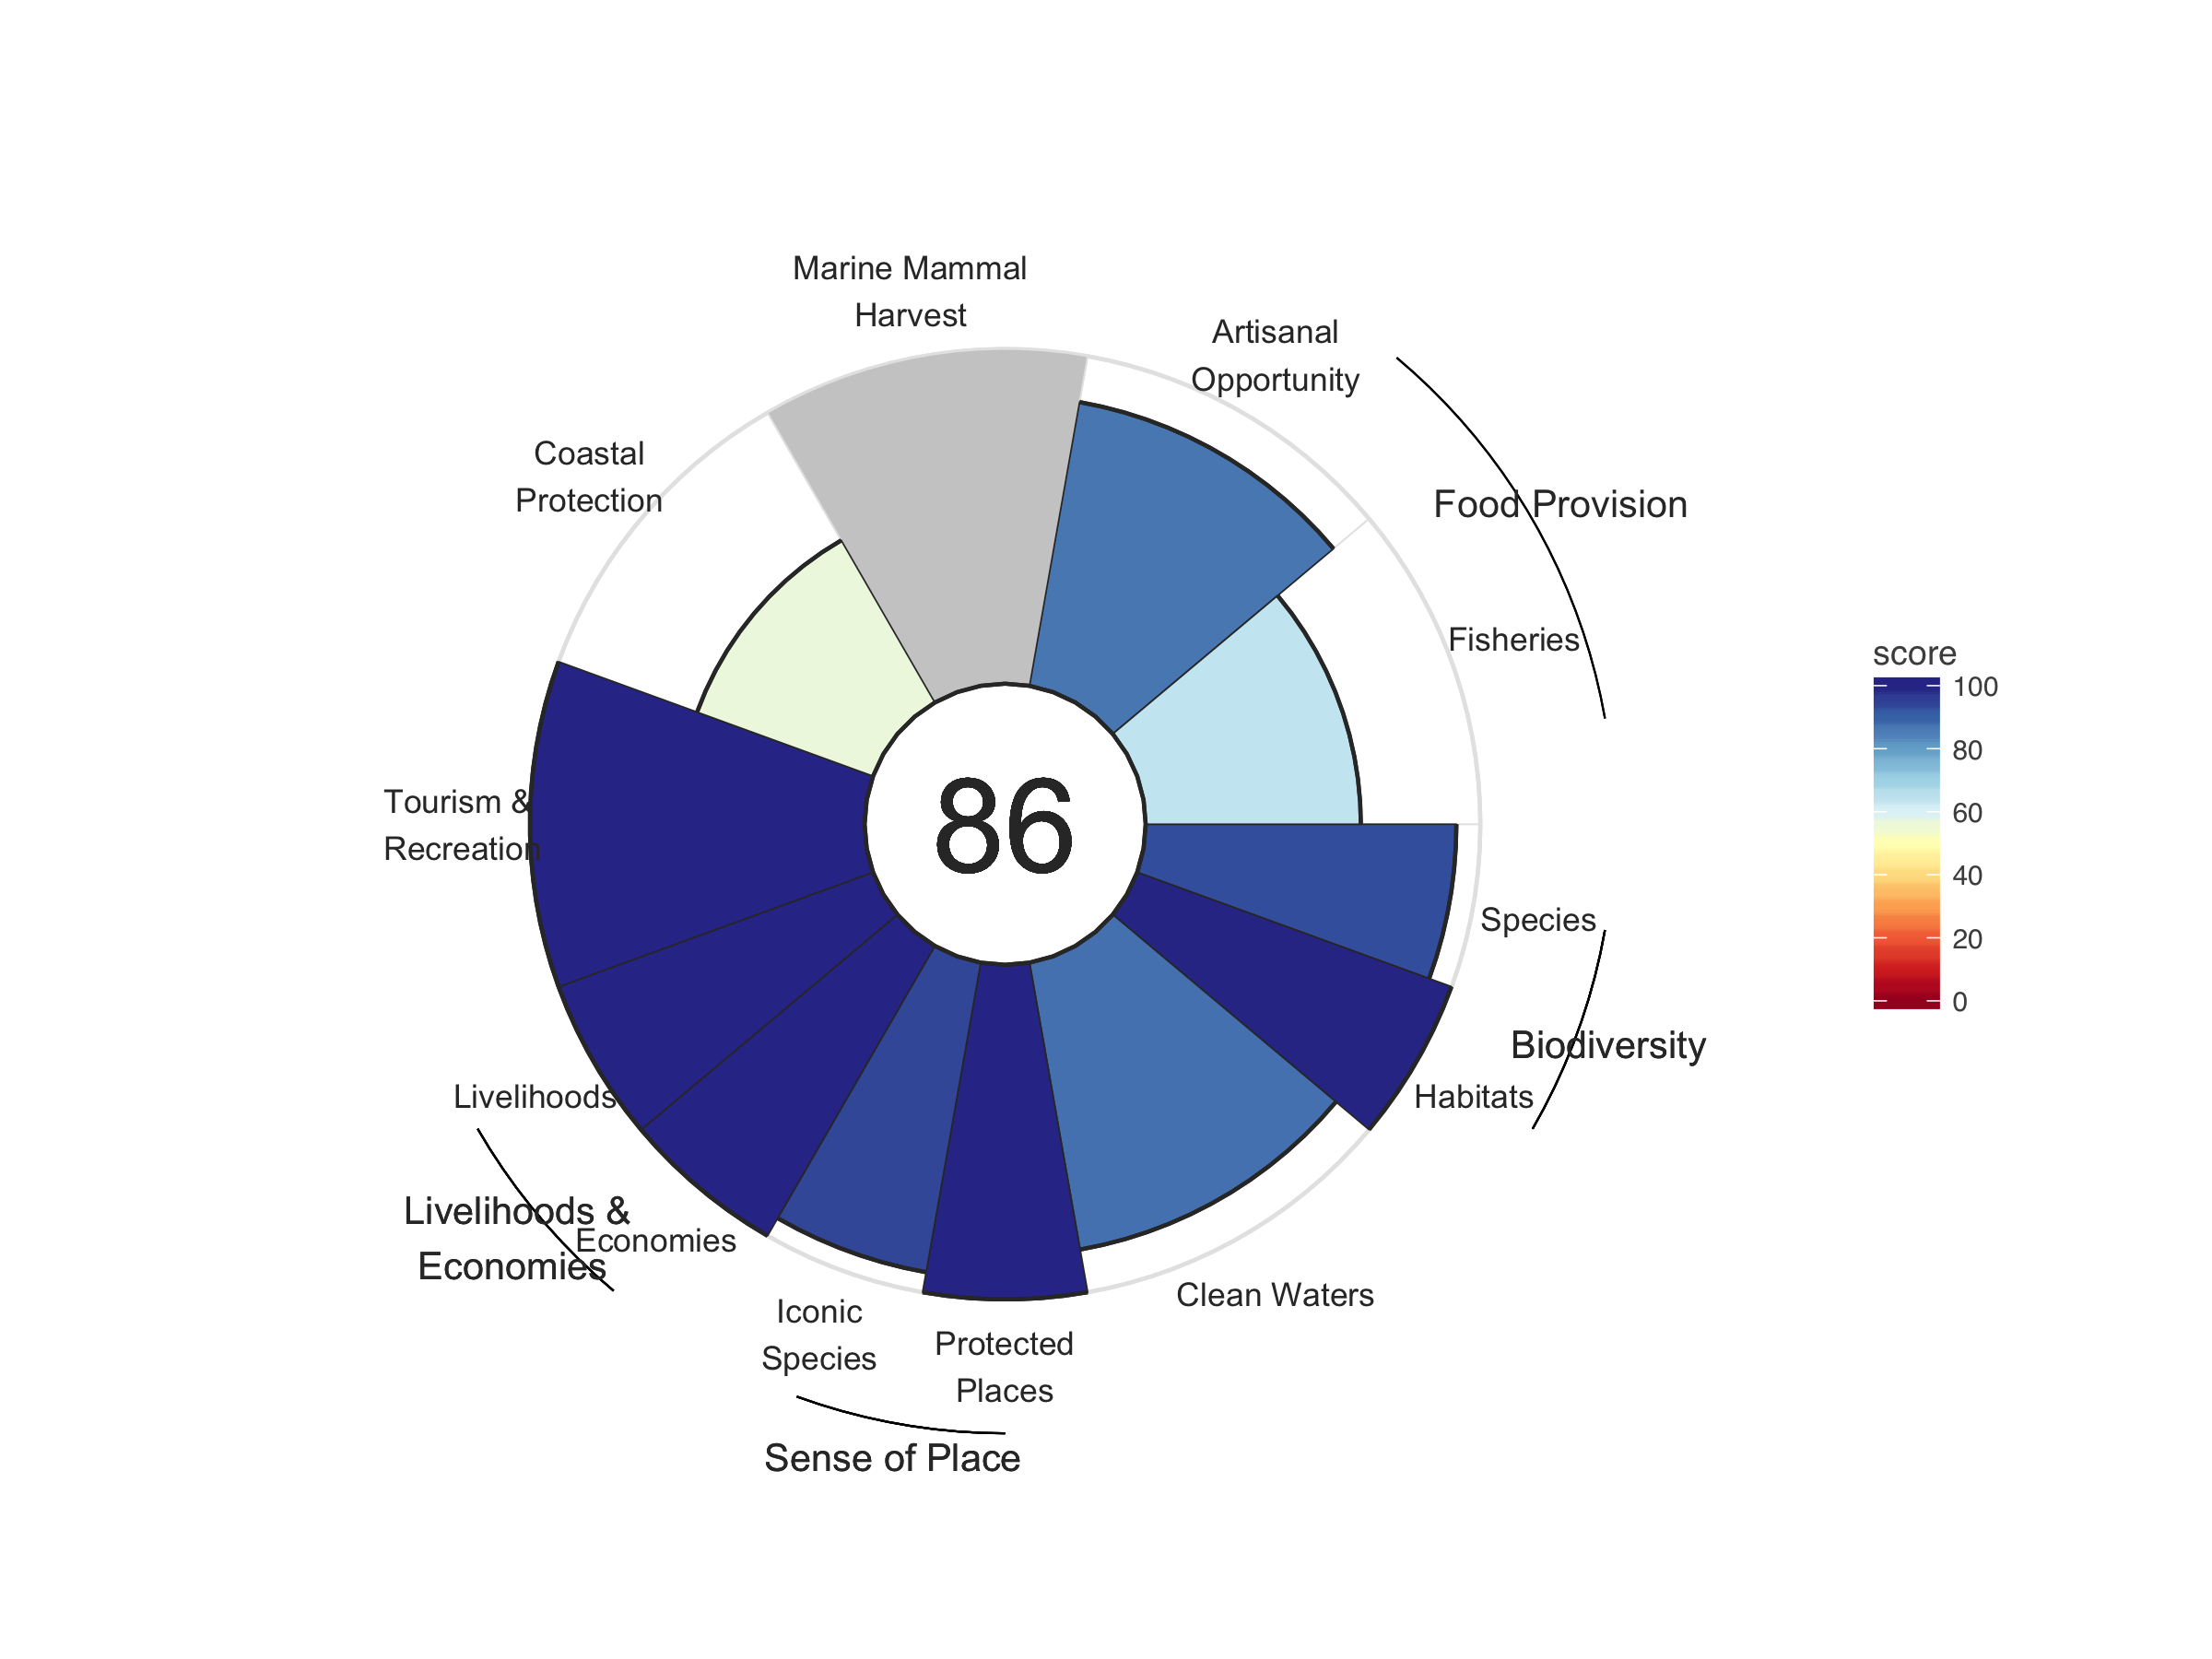 Marine Mammal
Harvest
Artisanal
Opportunity
Coastal
Protection
Food Provision
Fisheries
score
100
80
60
40
20
0
Tourism &
Recreation
86
Species
Biodiversity
Habitats
Livelihoods
Livelihoods &
Economies
Economies
Clean Waters
Iconic
Species
Protected
Places
Sense of Place